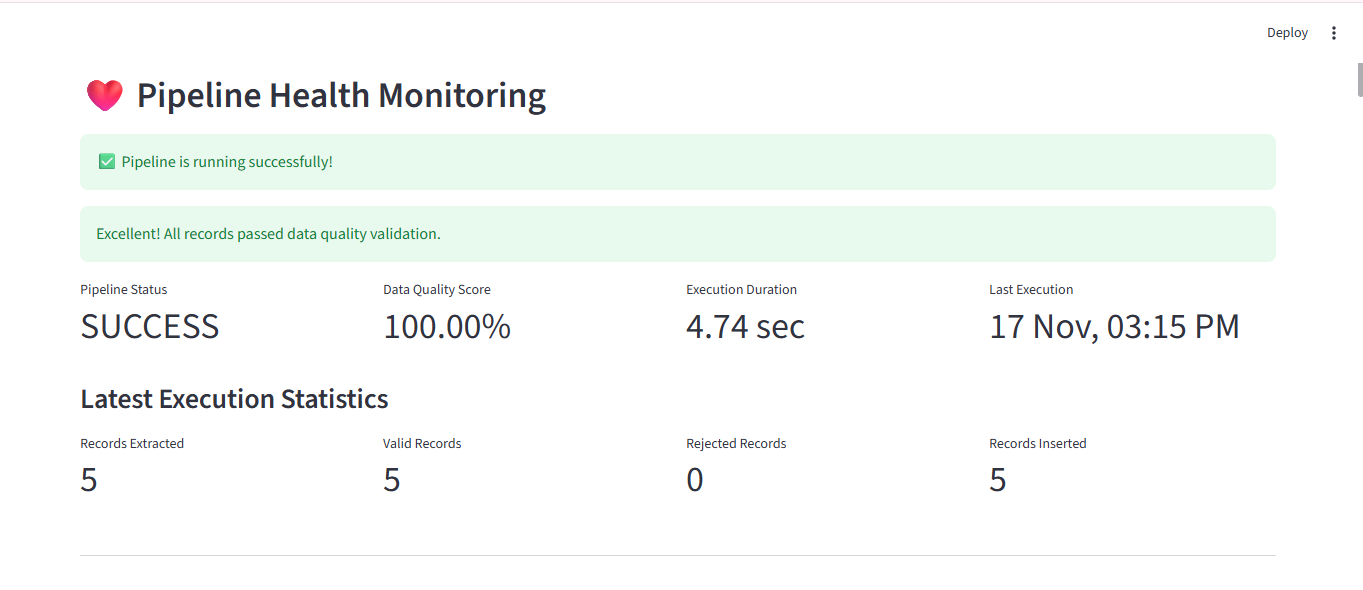 Deploy
Pipeline Health Monitoring
Pipeline is running successfully!
Excellent! All records passed data quality validation.
Pipeline Status
SUCCESS
Data Quality Score
100.00%
Execution Duration
4.74 sec
Last Execution
17 Nov, 03:15 PM
Latest Execution Statistics
Records Extracted
5
Valid Records
5
Rejected Records
0
Records Inserted
5